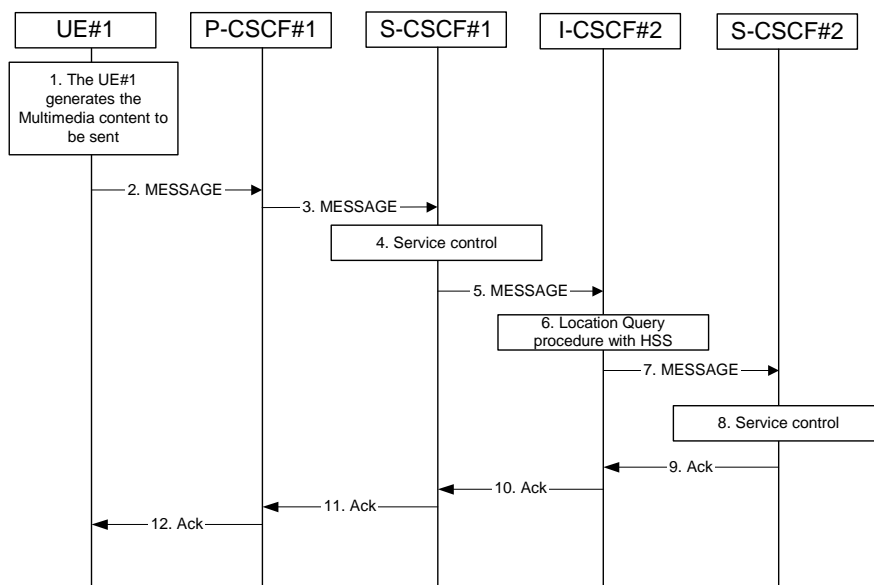 UE#1
P-CSCF#1
S-CSCF#1
I-CSCF#2
S-CSCF#2
1. The UE#1
generates the
Multimedia content to
be sent
2. MESSAGE
3. MESSAGE
4. Service control
5. MESSAGE
6. Location Query
procedure with HSS
7. MESSAGE
8. Service control
9. Ack
10. Ack
11. Ack
12. Ack